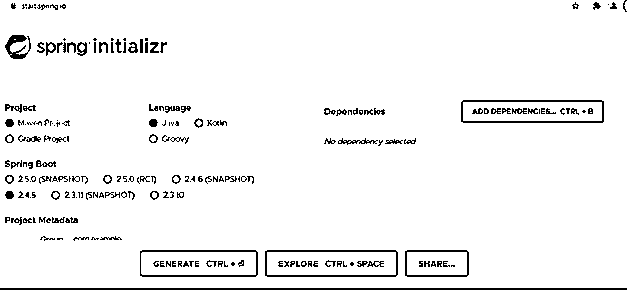 start.spring.io
spring initializr
Project
Language
Dependencies
ADD DEPENDENCIES... CTRL + B
Maven Project
Java
Kotlin
Gradle Project
Groovy
No dependency selected
Spring Boot
2.5.0 (SNAPSHOT)
2.5.0 (RC1)
2.4.6 (SNAPSHOT)
2.4.5
2.3.11 (SNAPSHOT)
2.3.10
Project Metadata
Group com.example
GENERATE CTRL + ⏎
EXPLORE CTRL + SPACE
SHARE...